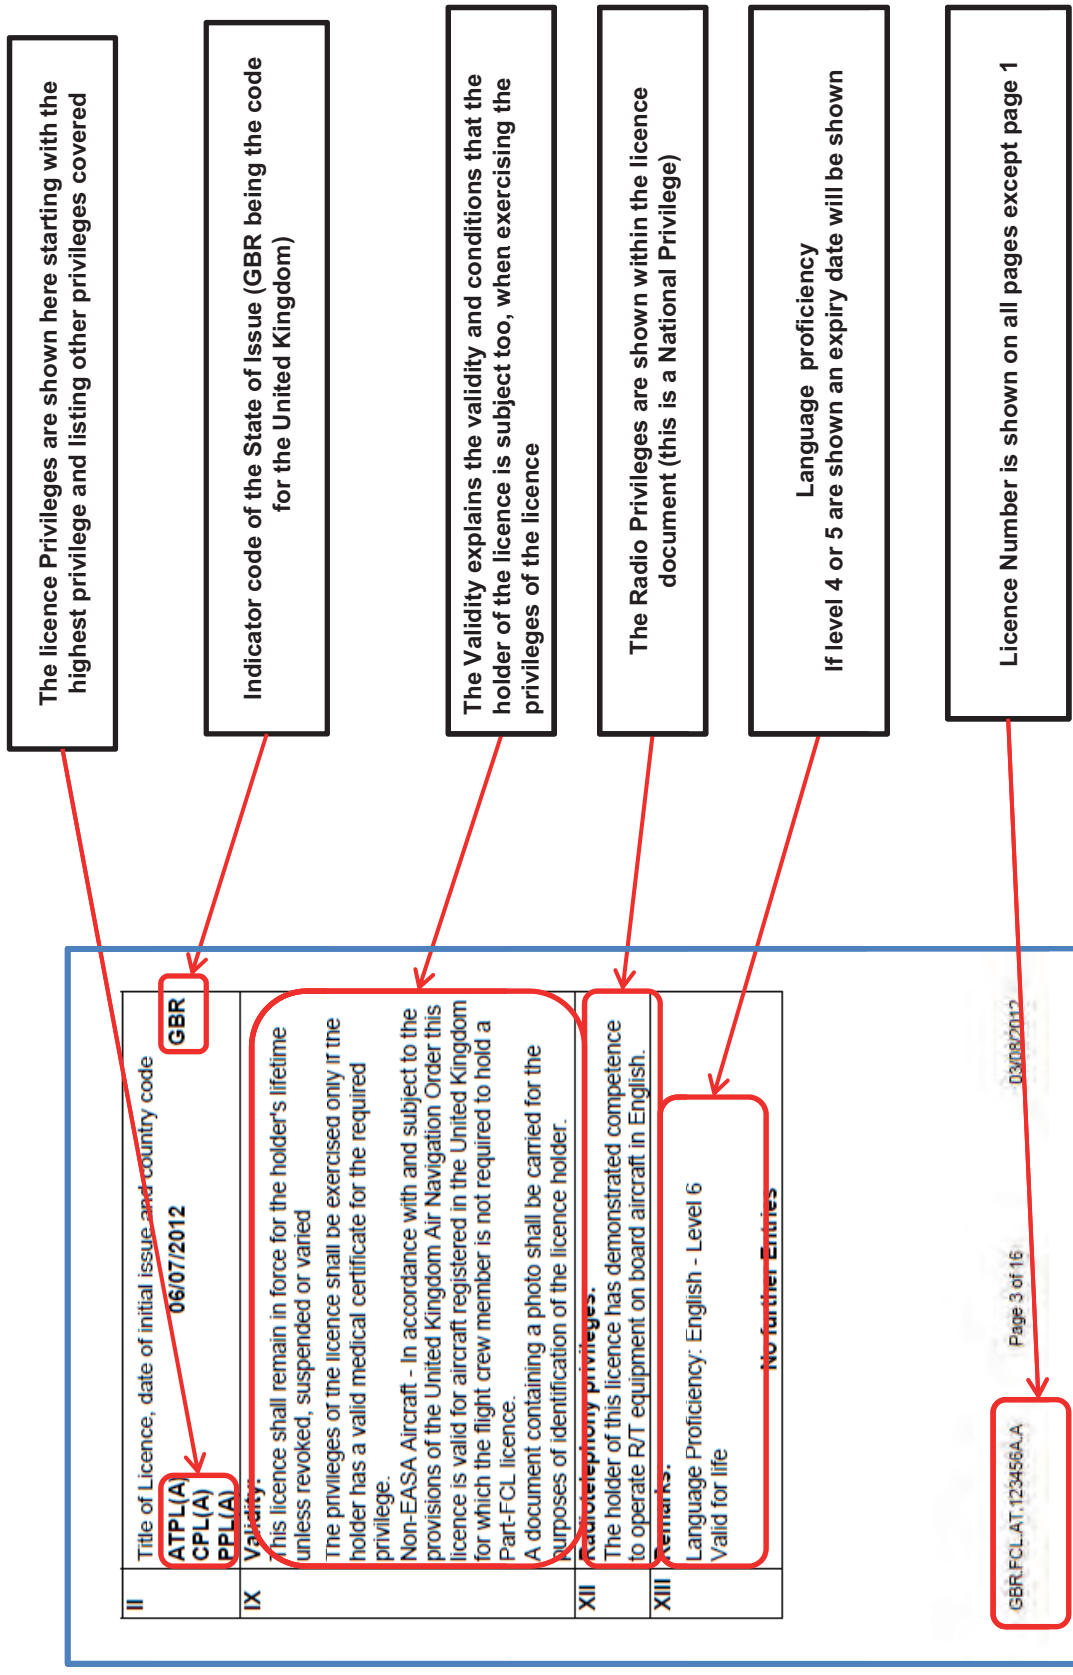 The licence Privileges are shown here starting with the
highest privilege and listing other privileges covered
Indicator code of the State of Issue (GBR being the code
for the United Kingdom)
The Validity explains the validity and conditions that the
holder of the licence is subject too, when exercising the
privileges of the licence
The Radio Privileges are shown within the licence
document (this is a National Privilege)
Language proficiency
If level 4 or 5 are shown an expiry date will be shown
Licence Number is shown on all pages except page 1
II Title of Licence, date of initial issue and country code
ATPL(A) 06/07/2012 GBR
CPL(A)
PPL(A)
IX Validity:
This licence shall remain in force for the holder's lifetime
unless revoked, suspended or varied
The privileges of the licence shall be exercised only if the
holder has a valid medical certificate for the required
privilege.
Non-EASA Aircraft - In accordance with and subject to the
provisions of the United Kingdom Air Navigation Order this
licence is valid for aircraft registered in the United Kingdom
for which the flight crew member is not required to hold a
Part-FCL licence.
A document containing a photo shall be carried for the
purposes of identification of the licence holder.
XII Radiotelephony privileges:
The holder of this licence has demonstrated competence
to operate R/T equipment on board aircraft in English.
XIII Remarks:
Language Proficiency: English - Level 6
Valid for life
No further Entries
GBR.FCL.AT.123456A.A Page 3 of 16 03/08/2012